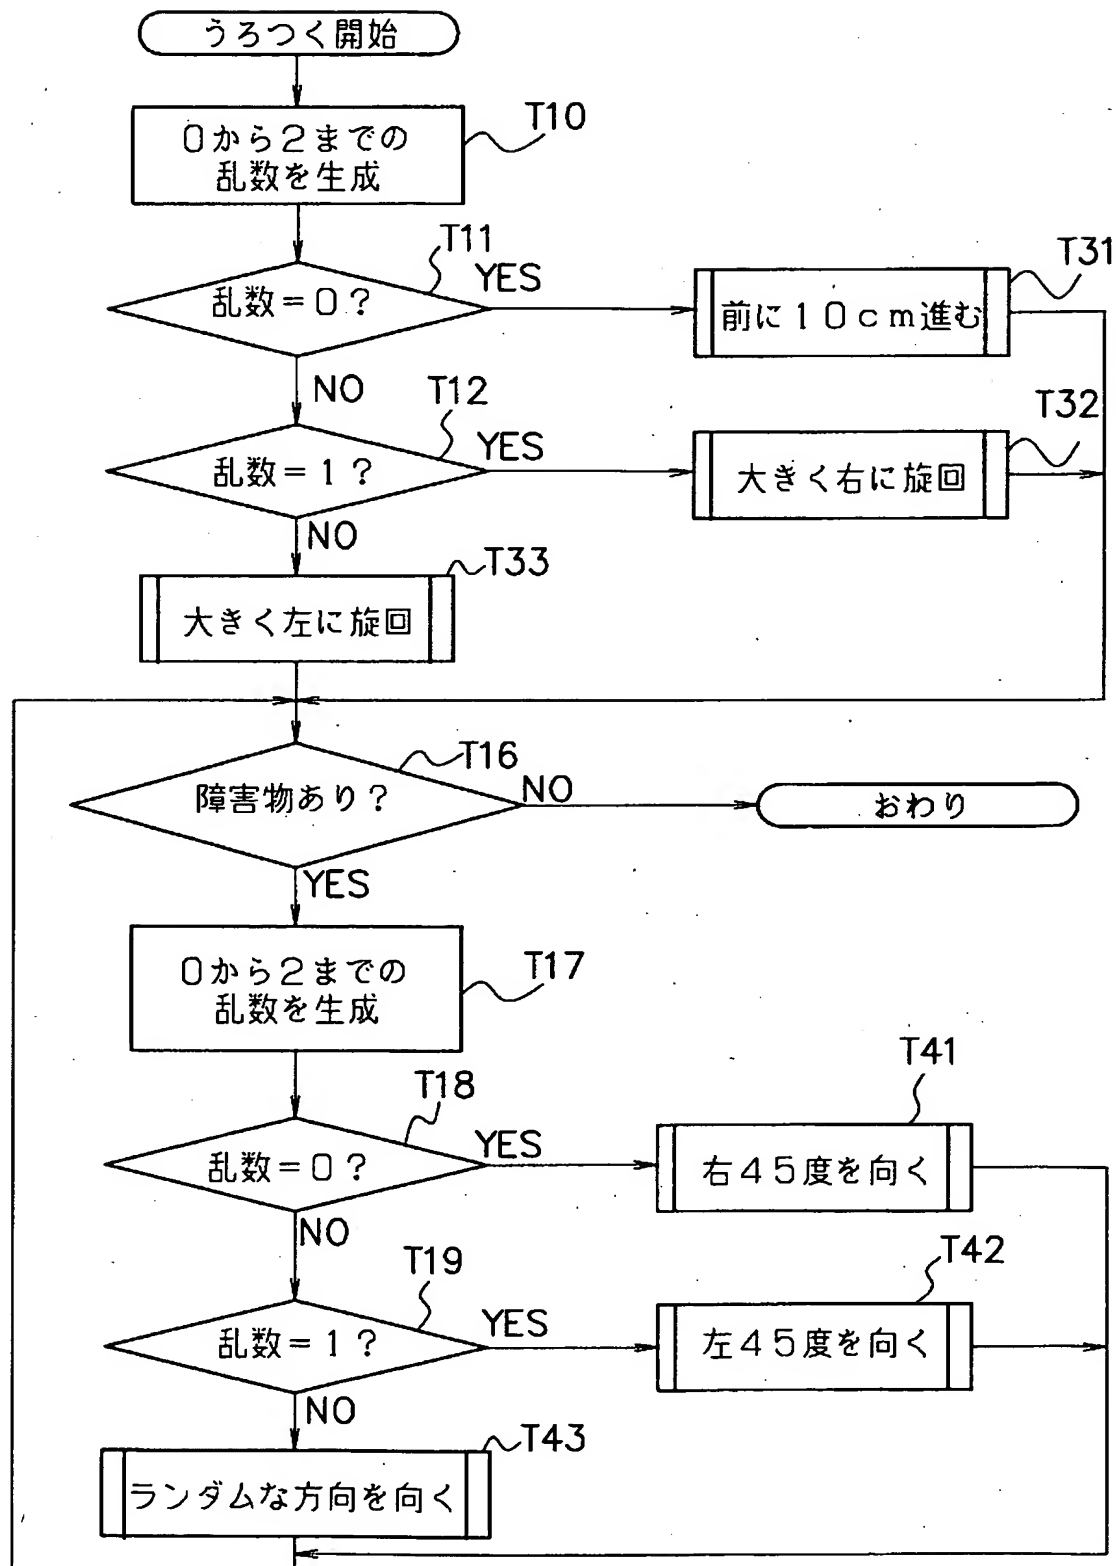 うろつく開始
T10
0から2までの
乱数を生成
T11
乱数=0?
YES
T31
前に10cm進む
NO
T12
乱数=1?
YES
T32
大きく右に旋回
NO
T33
大きく左に旋回
T16
障害物あり?
NO
おわり
YES
T17
0から2までの
乱数を生成
T18
乱数=0?
YES
T41
右45度を向く
NO
T19
乱数=1?
YES
T42
左45度を向く
NO
T43
ランダムな方向を向く